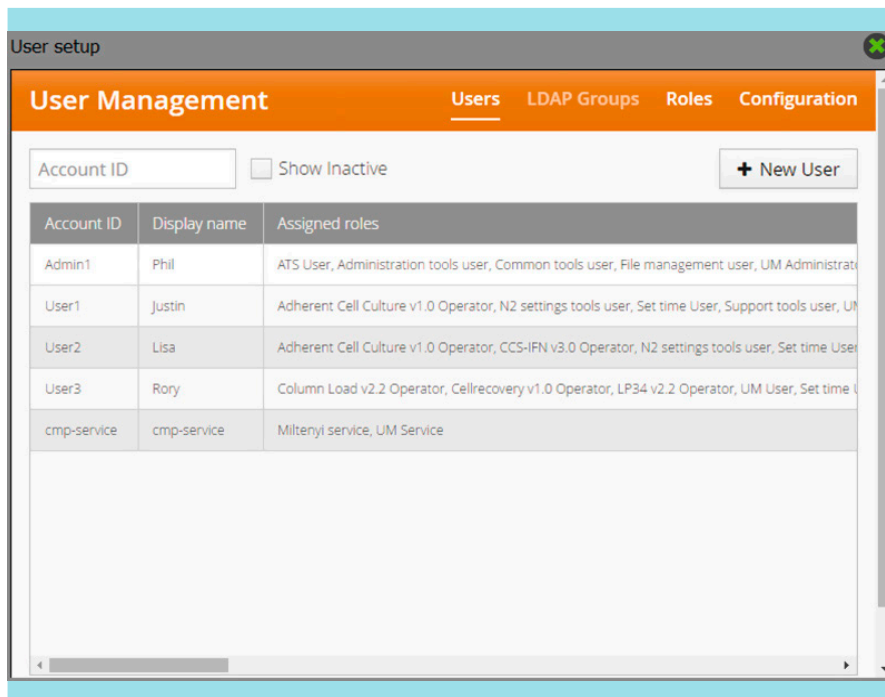 User setup
User Management Users LDAP Groups Roles Configuration
Account ID Show Inactive + New User
Account ID Display name Assigned roles
Admin1 Phil ATS User, Administration tools user, Common tools user, File management user, UM Administrat
User1 Justin Adherent Cell Culture v1.0 Operator, N2 settings tools user, Set time User, Support tools user, UM
User2 Lisa Adherent Cell Culture v1.0 Operator, CCS-IFN v3.0 Operator, N2 settings tools user, Set time User
User3 Rory Column Load v2.2 Operator, Cellrecovery v1.0 Operator, LP34 v2.2 Operator, UM User, Set time
cmp-service cmp-service Miltenyi service, UM Service